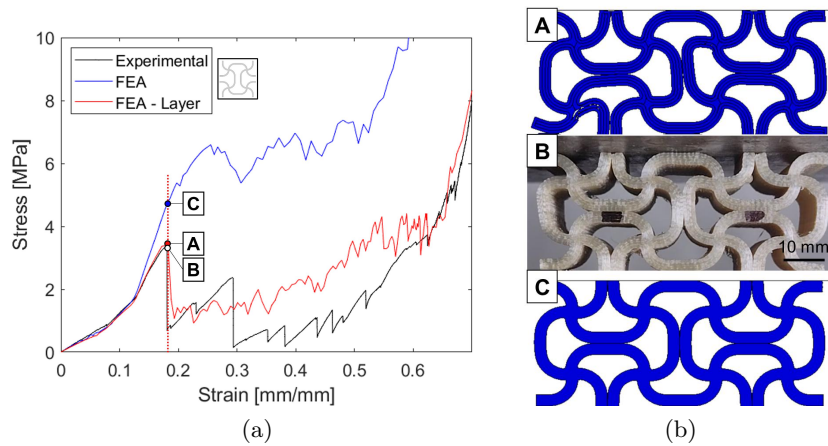 10
8
6
4
2
0
Stress [MPa]
Experimental
FEA
FEA - Layer
C
A
B
0
0.1
0.2
0.3
0.4
0.5
0.6
Strain [mm/mm]
(a)
A
B
10 mm
C
(b)